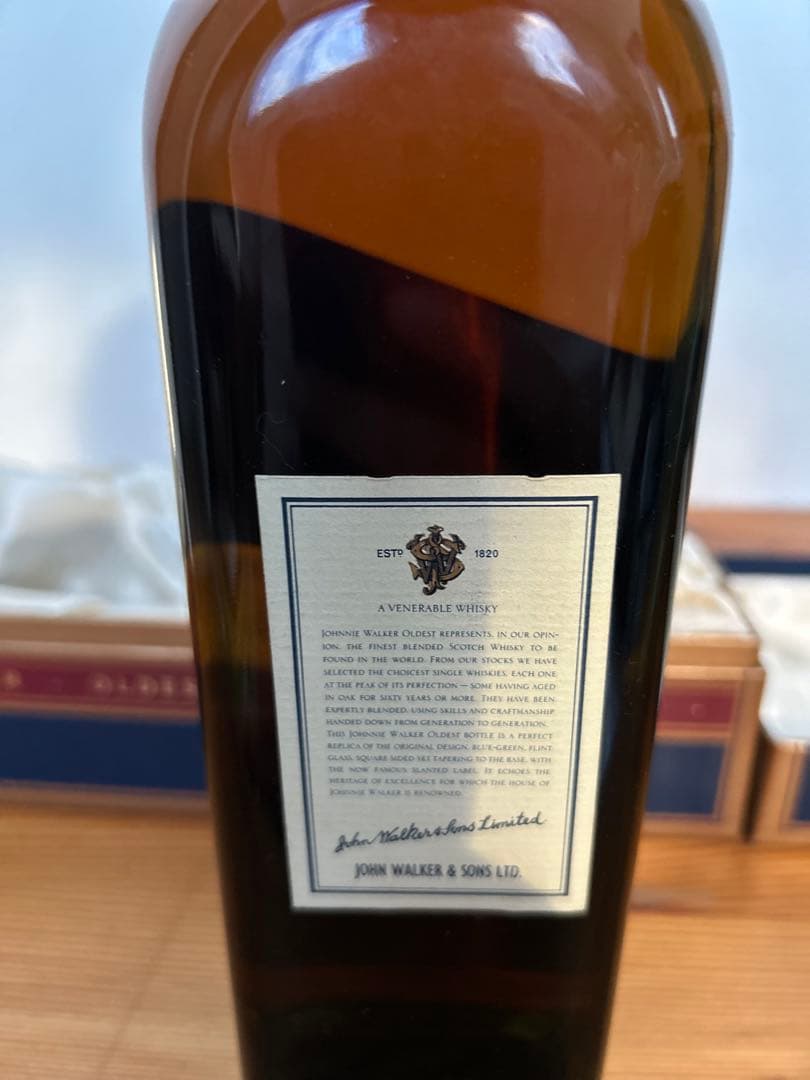 ESTD 1820
A VENERABLE WHISKY
JOHNNIE WALKER OLDEST REPRESENTS, IN OUR OPIN-
ION, THE FINEST BLENDED SCOTCH WHISKY TO BE
FOUND IN THE WORLD. FROM OUR STOCKS WE HAVE
SELECTED THE CHOICEST SINGLE WHISKIES, EACH ONE
AT THE PEAK OF ITS PERFECTION — SOME HAVING AGED
IN OAK FOR SIXTY YEARS OR MORE. THEY HAVE BEEN
EXPERTLY BLENDED, USING SKILLS AND CRAFTMANSHIP
HANDED DOWN FROM GENERATION TO GENERATION.
THIS JOHNNIE WALKER OLDEST BOTTLE IS A PERFECT
REPLICA OF THE ORIGINAL DESIGN, BLUE-GREEN, FLINT
GLASS, SQUARE SIDED YET TAPERING TO THE BASE, WITH
THE NOW FAMOUS SLANTED LABEL. IT ECHOES THE
HERITAGE OF EXCELLENCE FOR WHICH THE HOUSE OF
JOHNNIE WALKER IS RENOWNED.
John Walker & Sons Limited
JOHN WALKER & SONS LTD.
OLDES